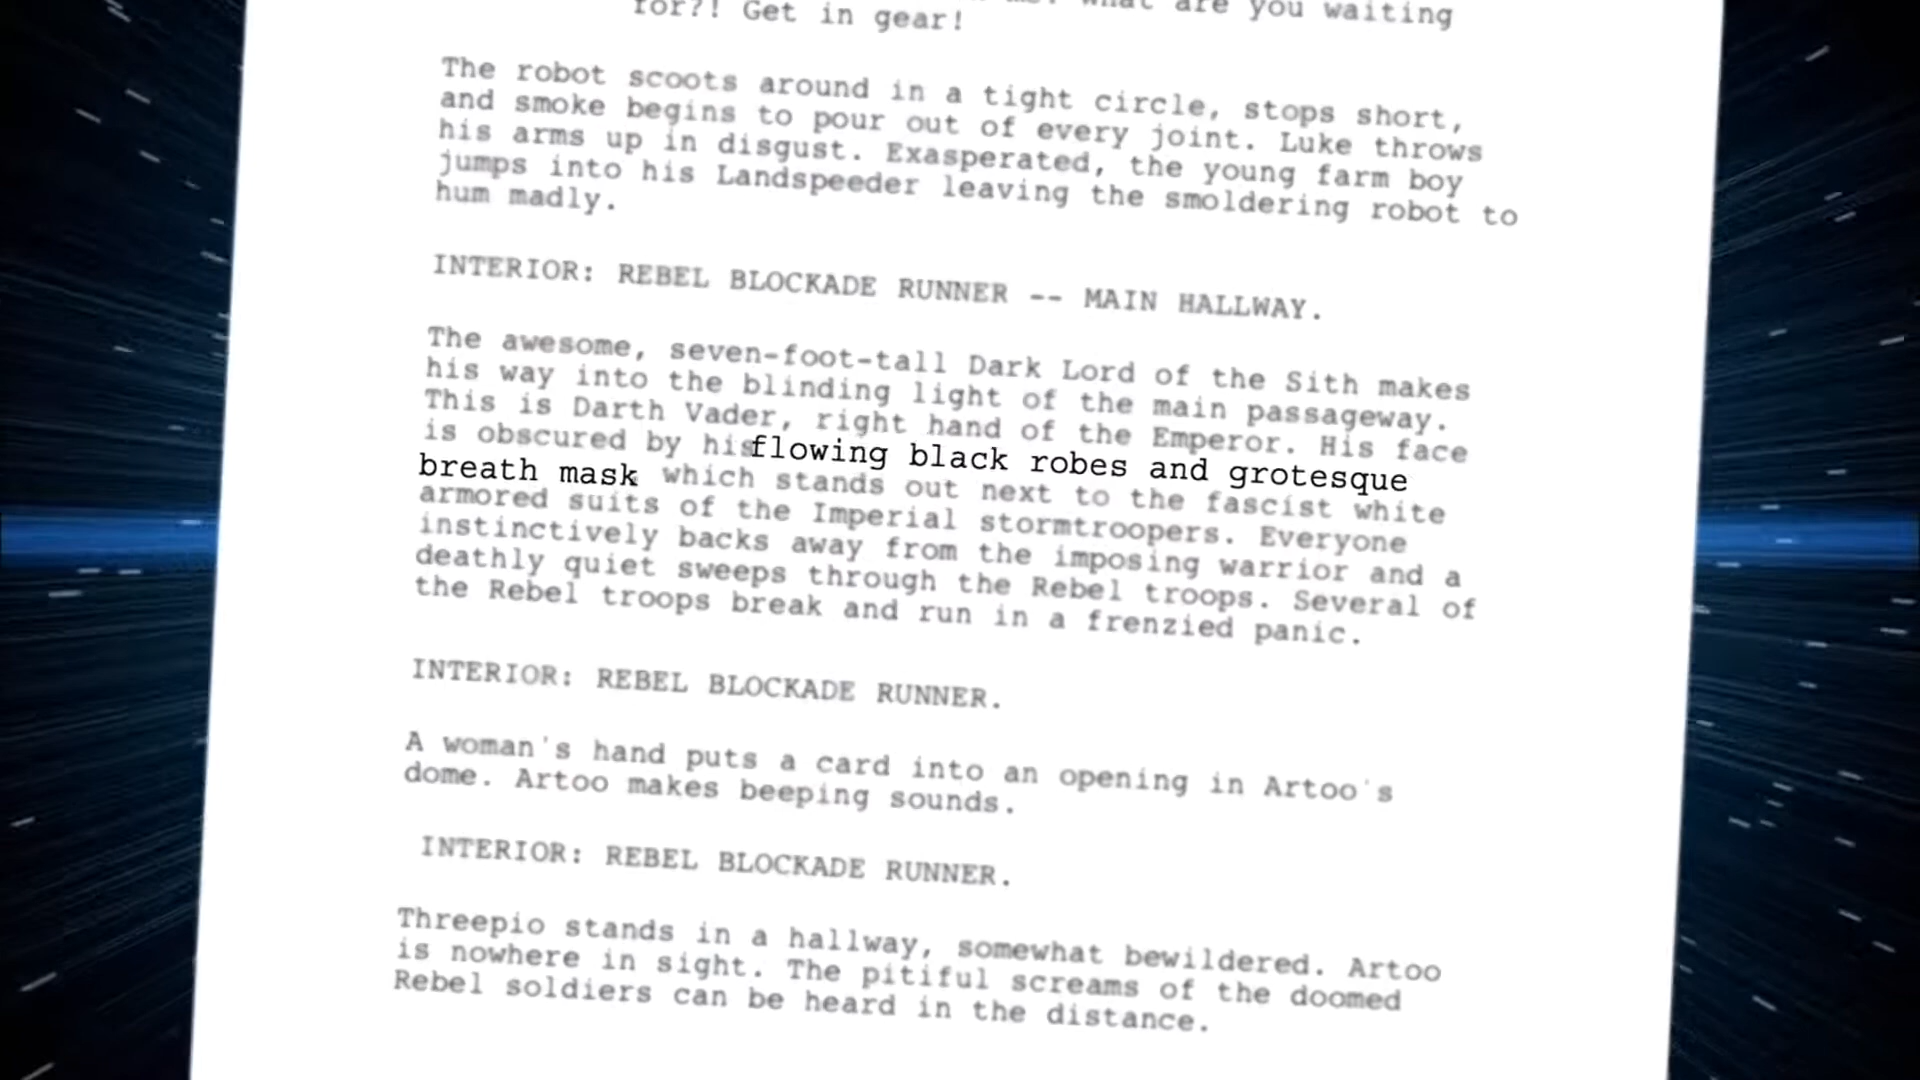 are you waiting
for?! Get in gear!
The robot scoots around in a tight circle, stops short,
and smoke begins to pour out of every joint. Luke throws
his arms up in disgust. Exasperated, the young farm boy
jumps into his Landspeeder leaving the smoldering robot to
hum madly.
INTERIOR: REBEL BLOCKADE RUNNER -- MAIN HALLWAY.
The awesome, seven-foot-tall Dark Lord of the Sith makes
his way into the blinding light of the main passageway.
This is Darth Vader, right hand of the Emperor. His face
is obscured by his flowing black robes and grotesque
breath mask which stands out next to the fascist white
armored suits of the Imperial stormtroopers. Everyone
instinctively backs away from the imposing warrior and a
deathly quiet sweeps through the Rebel troops. Several of
the Rebel troops break and run in a frenzied panic.
INTERIOR: REBEL BLOCKADE RUNNER.
A woman's hand puts a card into an opening in Artoo's
dome. Artoo makes beeping sounds.
INTERIOR: REBEL BLOCKADE RUNNER.
Threepio stands in a hallway, somewhat bewildered. Artoo
is nowhere in sight. The pitiful screams of the doomed
Rebel soldiers can be heard in the distance.